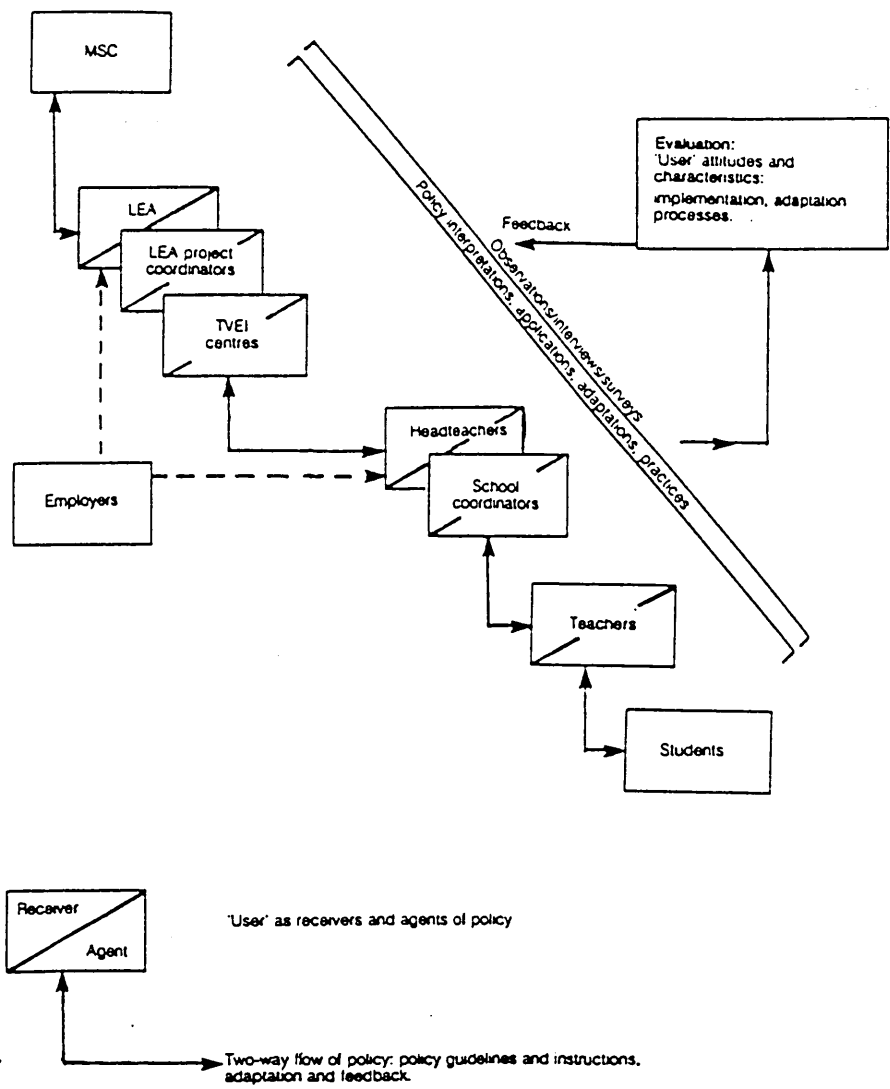 MSC
Evaluation:
'User' attitudes and
characteristics:
implementation, adaptation
processes.
LEA
LEA project
coordinators
TVEI
centres
Feedback
Observations/interviews/surveys
Policy interpretations, applications, adaptations, practices
Headteachers
School
coordinators
Employers
Teachers
Students
Receiver
Agent
'User' as receivers and agents of policy
Two-way flow of policy: policy guidelines and instructions,
adaptation and feedback.